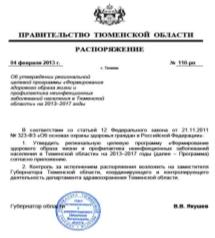 ПРАВИТЕЛЬСТВО ТЮМЕНСКОЙ ОБЛАСТИ
РАСПОРЯЖЕНИЕ
04 февраля 2013 г.
№ 110-рп
г. Тюмень
Об утверждении региональной
целевой программы «Формирование
здорового образа жизни и
профилактика неинфекционных
заболеваний населения в Тюменской
области» на 2013–2017 годы
В соответствии со статьей 12 Федерального закона от 21.11.2011
№ 323-ФЗ «Об основах охраны здоровья граждан в Российской Федерации»:
1. Утвердить региональную целевую программу «Формирование
здорового образа жизни и профилактика неинфекционных заболеваний
населения в Тюменской области» на 2013–2017 годы (далее – Программа)
согласно приложению.
2. Контроль за исполнением распоряжения возложить на заместителя
Губернатора Тюменской области, координирующего и контролирующего
деятельность департамента здравоохранения Тюменской области.
Губернатор области
В.В. Якушев